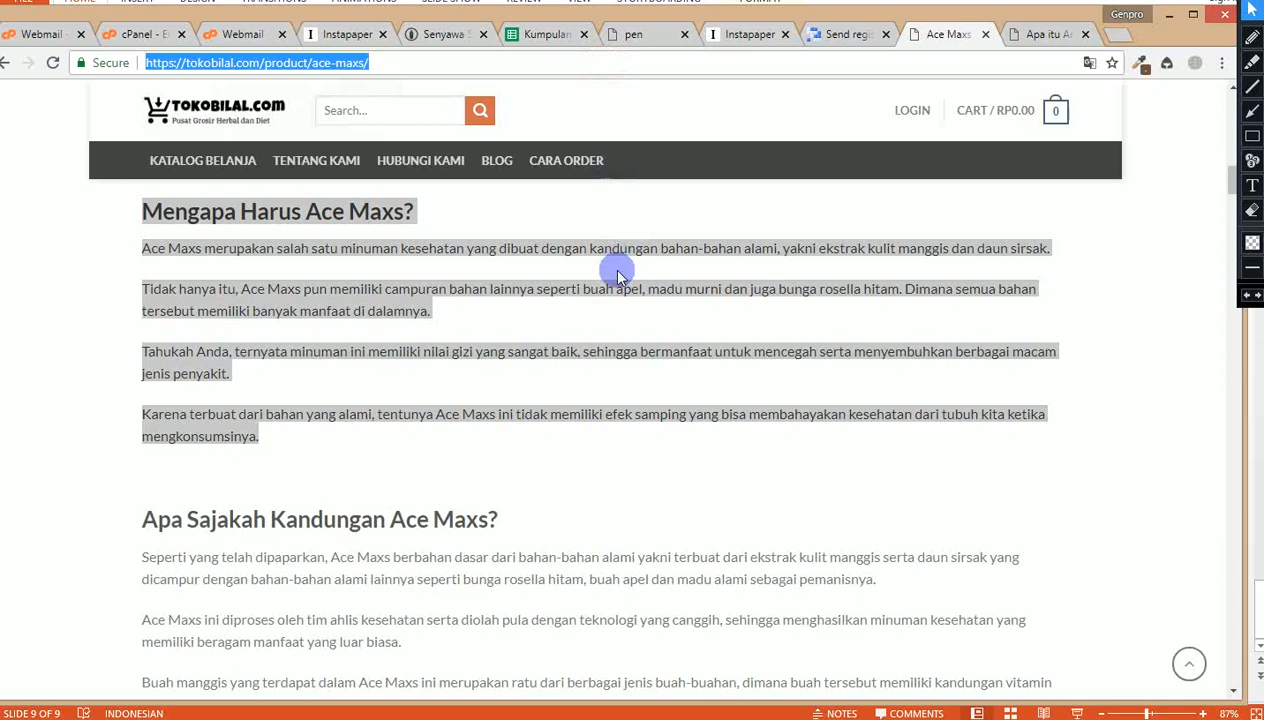 FILE HOME INSERT DESIGN TRANSITIONS ANIMATIONS SLIDE SHOW REVIEW VIEW STORYBOARDING FORMAT
Genpro
Webmail - cPanel - E Webmail Instapaper Senyawa S Kumpulan pen Instapaper Send regi Ace Maxs Apa itu A
Secure https://tokobilal.com/product/ace-maxs/
TOKOBILAL.COM
Pusat Grosir Herbal dan Diet
Search...
LOGIN CART / RP0.00 0
KATALOG BELANJA TENTANG KAMI HUBUNGI KAMI BLOG CARA ORDER
Mengapa Harus Ace Maxs?
Ace Maxs merupakan salah satu minuman kesehatan yang dibuat dengan kandungan bahan-bahan alami, yakni ekstrak kulit manggis dan daun sirsak.
Tidak hanya itu, Ace Maxs pun memiliki campuran bahan lainnya seperti buah apel, madu murni dan juga bunga rosella hitam. Dimana semua bahan
tersebut memiliki banyak manfaat di dalamnya.
Tahukah Anda, ternyata minuman ini memiliki nilai gizi yang sangat baik, sehingga bermanfaat untuk mencegah serta menyembuhkan berbagai macam
jenis penyakit.
Karena terbuat dari bahan yang alami, tentunya Ace Maxs ini tidak memiliki efek samping yang bisa membahayakan kesehatan dari tubuh kita ketika
mengkonsumsinya.
Apa Sajakah Kandungan Ace Maxs?
Seperti yang telah dipaparkan, Ace Maxs berbahan dasar dari bahan-bahan alami yakni terbuat dari ekstrak kulit manggis serta daun sirsak yang
dicampur dengan bahan-bahan alami lainnya seperti bunga rosella hitam, buah apel dan madu alami sebagai pemanisnya.
Ace Maxs ini diproses oleh tim ahlis kesehatan serta diolah pula dengan teknologi yang canggih, sehingga menghasilkan minuman kesehatan yang
memiliki beragam manfaat yang luar biasa.
Buah manggis yang terdapat dalam Ace Maxs ini merupakan ratu dari berbagai jenis buah-buahan, dimana buah tersebut memiliki kandungan vitamin
SLIDE 9 OF 9 INDONESIAN NOTES COMMENTS 87%